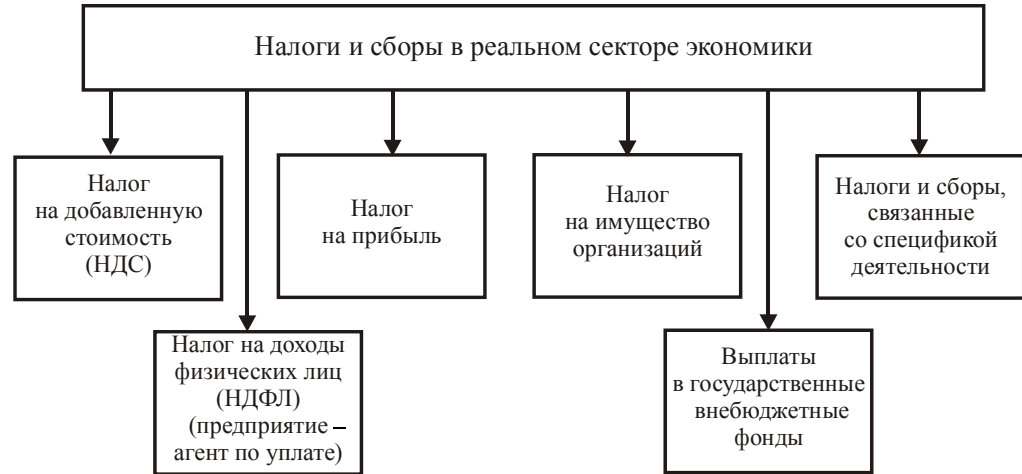 Налоги и сборы в реальном секторе экономики
Налог
на добавленную
стоимость
(НДС)
Налог
на прибыль
Налог
на имущество
организаций
Налоги и сборы,
связанные
со спецификой
деятельности
Налог на доходы
физических лиц
(НДФЛ)
(предприятие –
агент по уплате)
Выплаты
в государственные
внебюджетные
фонды